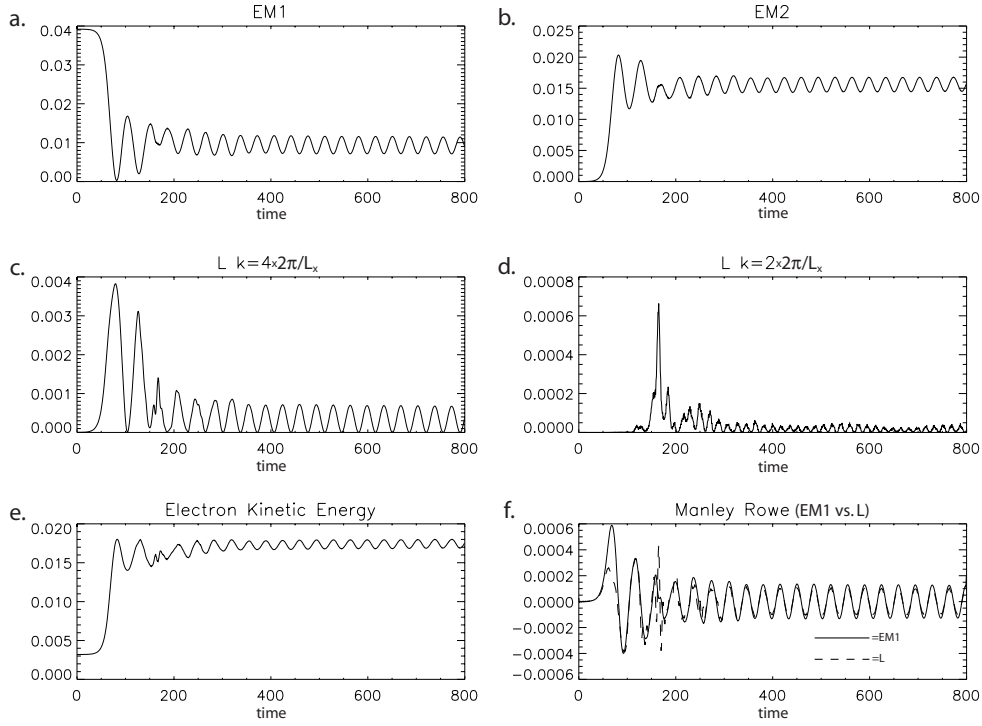 a.
EM1
0.04
0.03
0.02
0.01
0.00
0 200 400 600 800
time
b.
EM2
0.025
0.020
0.015
0.010
0.005
0.000
0 200 400 600 800
time
c.
L k=4×2π/Lₓ
0.004
0.003
0.002
0.001
0.000
0 200 400 600 800
time
d.
L k=2×2π/Lₓ
0.0008
0.0006
0.0004
0.0002
0.0000
0 200 400 600 800
time
e.
Electron Kinetic Energy
0.020
0.015
0.010
0.005
0.000
0 200 400 600 800
time
f.
Manley Rowe (EM1 vs. L)
0.0006
0.0004
0.0002
0.0000
−0.0002
−0.0004
−0.0006
=EM1
=L
0 200 400 600 800
time